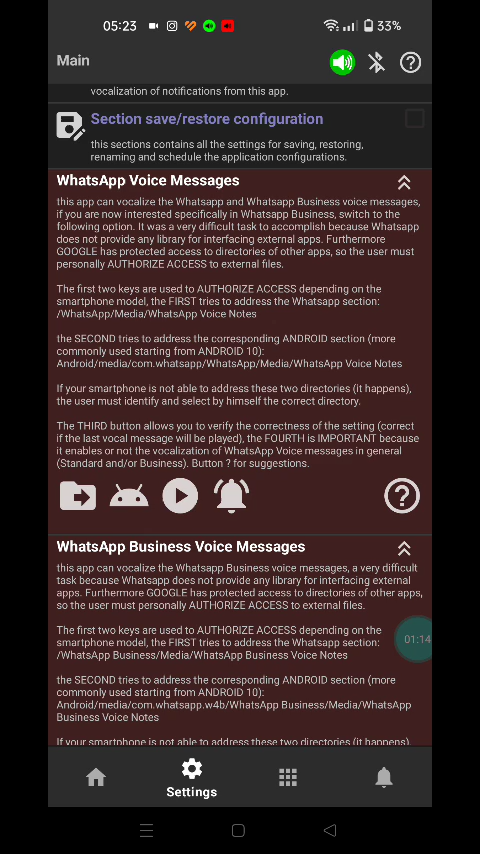 05:23
33%
Main
vocalization of notifications from this app.
Section save/restore configuration
this sections contains all the settings for saving, restoring,
renaming and schedule the application configurations.
WhatsApp Voice Messages
this app can vocalize the Whatsapp and Whatsapp Business voice messages,
if you are now interested specifically in Whatsapp Business, switch to the
following option. It was a very difficult task to accomplish because Whatsapp
does not provide any library for interfacing external apps. Furthermore
GOOGLE has protected access to directories of other apps, so the user must
personally AUTHORIZE ACCESS to external files.
The first two keys are used to AUTHORIZE ACCESS depending on the
smartphone model, the FIRST tries to address the Whatsapp section:
/WhatsApp/Media/WhatsApp Voice Notes
the SECOND tries to address the corresponding ANDROID section (more
commonly used starting from ANDROID 10):
Android/media/com.whatsapp/WhatsApp/Media/WhatsApp Voice Notes
If your smartphone is not able to address these two directories (it happens),
the user must identify and select by himself the correct directory.
The THIRD button allows you to verify the correctness of the setting (correct
if the last vocal message will be played), the FOURTH is IMPORTANT because
it enables or not the vocalization of WhatsApp Voice messages in general
(Standard and/or Business). Button ? for suggestions.
WhatsApp Business Voice Messages
this app can vocalize the Whatsapp Business voice messages, a very difficult
task because Whatsapp does not provide any library for interfacing external
apps. Furthermore GOOGLE has protected access to directories of other apps,
so the user must personally AUTHORIZE ACCESS to external files.
The first two keys are used to AUTHORIZE ACCESS depending on the
smartphone model, the FIRST tries to address the Whatsapp section:
/WhatsApp Business/Media/WhatsApp Business Voice Notes
01:14
the SECOND tries to address the corresponding ANDROID section (more
commonly used starting from ANDROID 10):
Android/media/com.whatsapp.w4b/WhatsApp Business/Media/WhatsApp
Business Voice Notes
If your smartphone is not able to address these two directories (it happens),
Settings